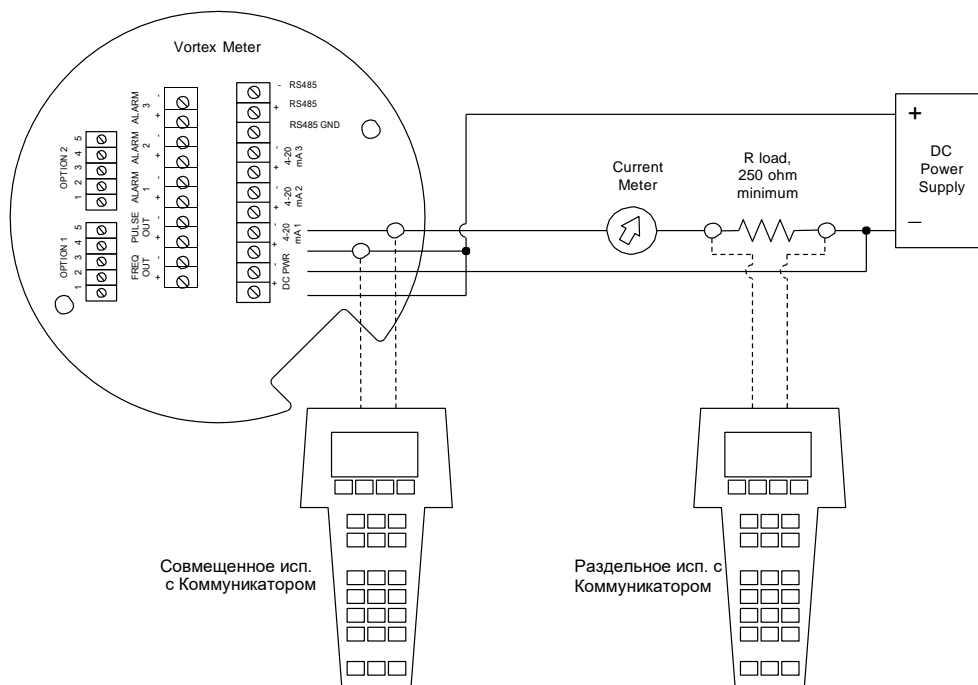 Vortex Meter
- RS485
+ RS485
RS485 GND
- 4-20
+ mA 3
- 4-20
+ mA 2
- 4-20
+ mA 1
- DC PWR
+
ALARM
3
- +
ALARM
2
- +
ALARM
1
- +
PULSE
OUT
- +
FREQ
OUT
- +
OPTION 2
5
4
3
2
1
OPTION 1
5
4
3
2
1
Current
Meter
R load,
250 ohm
minimum
+
DC
Power
Supply
–
Совмещенное исп.
с Коммуникатором
Раздельное исп. с
Коммуникатором